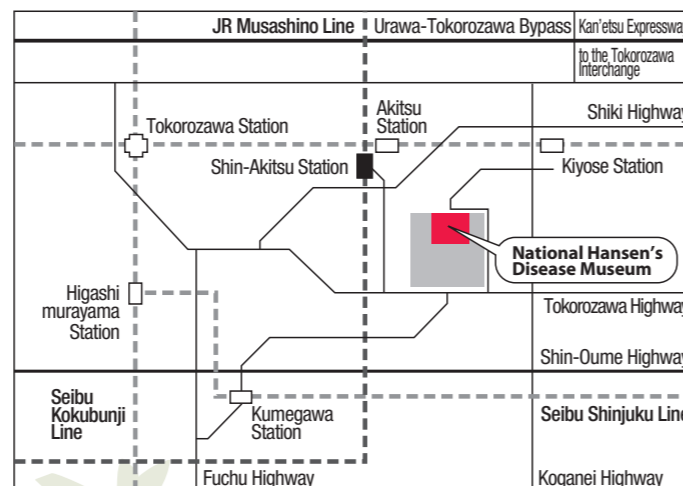 JR Musashino Line
Urawa-Tokorozawa Bypass
Kan'etsu Expressway
to the Tokorozawa
Interchange
Shiki Highway
Akitsu
Station
Tokorozawa Station
Shin-Akitsu Station
Kiyose Station
National Hansen's
Disease Museum
Higashi
murayama
Station
Tokorozawa Highway
Shin-Oume Highway
Seibu
Kokubunji
Line
Kumegawa
Station
Seibu Shinjuku Line
Fuchu Highway
Koganei Highway